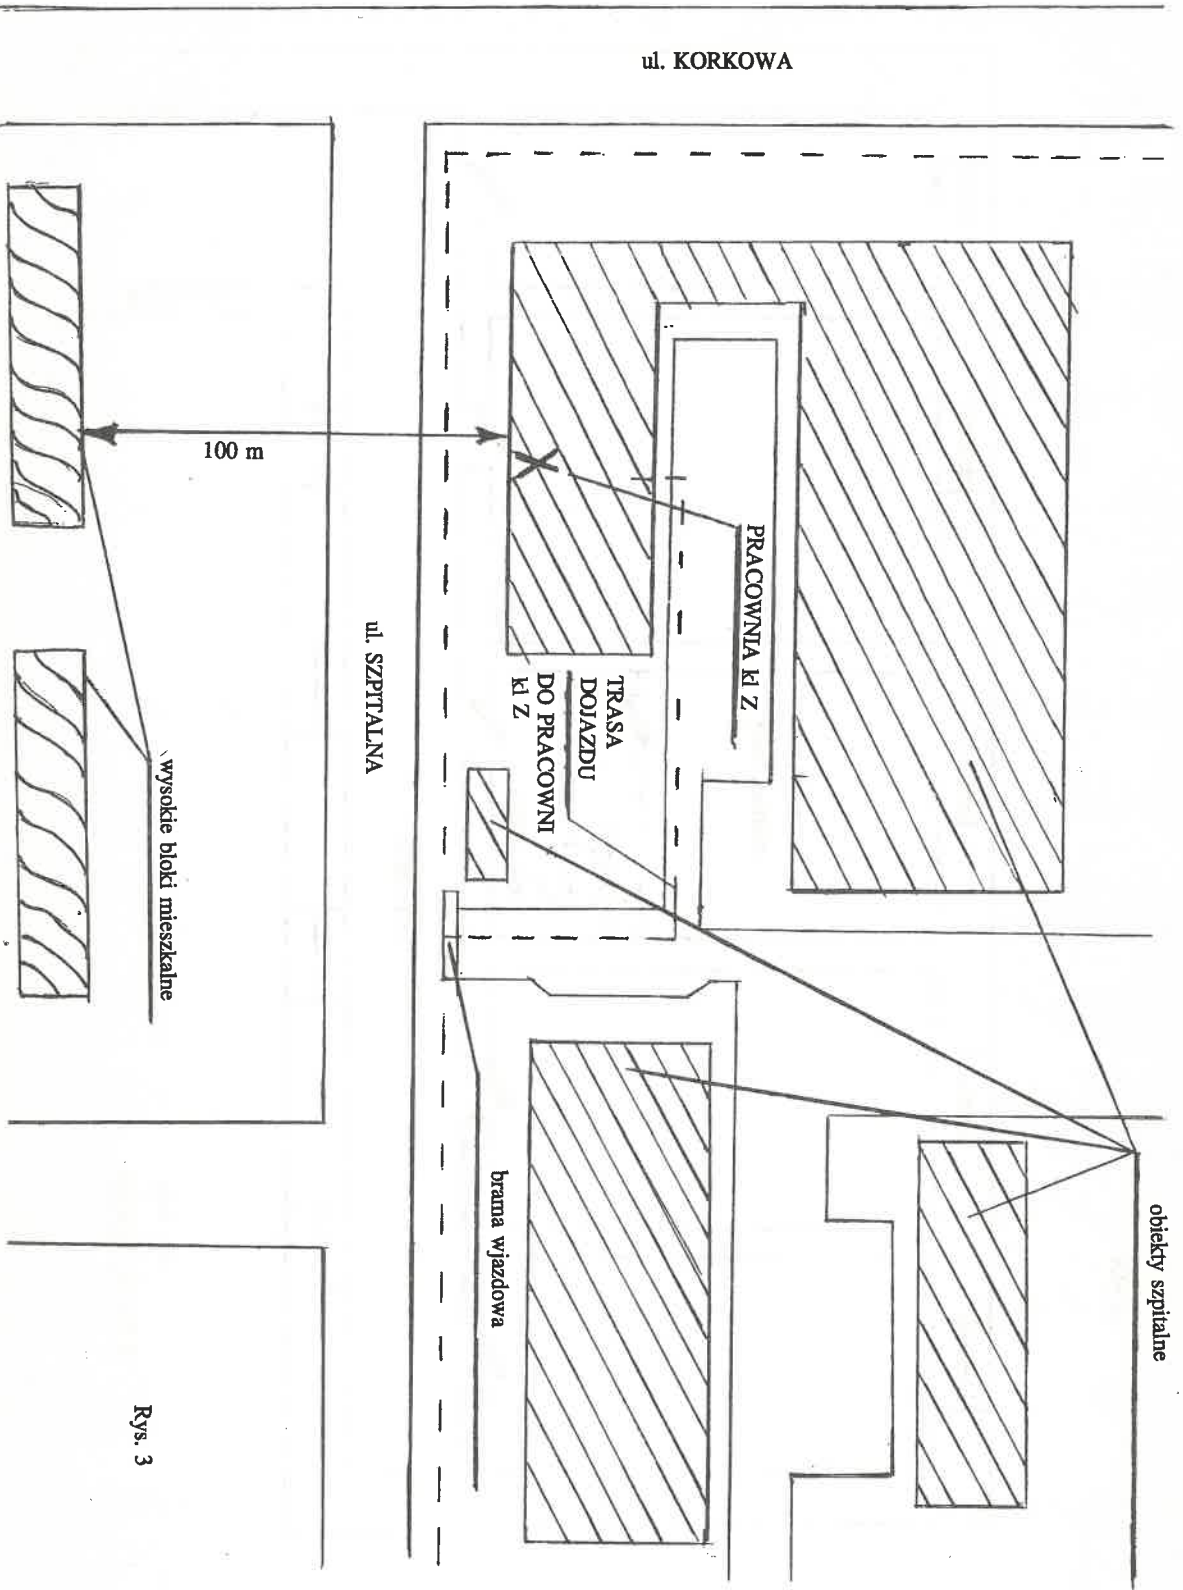 ul. KORKOWA
100 m
PRACOWNIA kl Z
TRASA
DOJAZDU
DO PRACOWNI
kl Z
ul. SZPITALNA
wysokie bloki mieszkalne
brama wjazdowa
obiekty szpitalne
Rys. 3